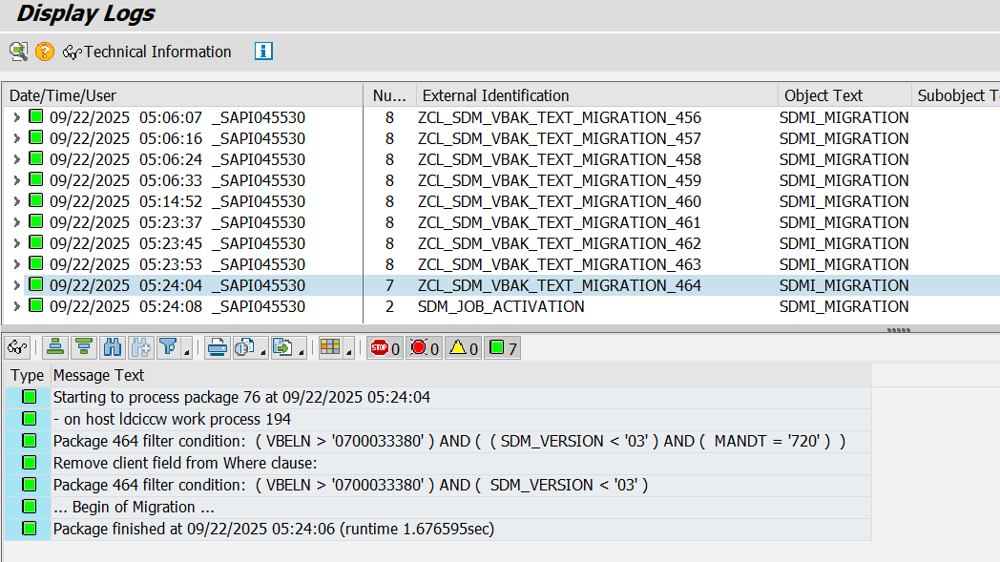 Display Logs
Technical Information
Date/Time/User Nu... External Identification Object Text Subobject T
09/22/2025 05:06:07 _SAPI045530 8 ZCL_SDM_VBAK_TEXT_MIGRATION_456 SDMI_MIGRATION
09/22/2025 05:06:16 _SAPI045530 8 ZCL_SDM_VBAK_TEXT_MIGRATION_457 SDMI_MIGRATION
09/22/2025 05:06:24 _SAPI045530 8 ZCL_SDM_VBAK_TEXT_MIGRATION_458 SDMI_MIGRATION
09/22/2025 05:06:33 _SAPI045530 8 ZCL_SDM_VBAK_TEXT_MIGRATION_459 SDMI_MIGRATION
09/22/2025 05:14:52 _SAPI045530 8 ZCL_SDM_VBAK_TEXT_MIGRATION_460 SDMI_MIGRATION
09/22/2025 05:23:37 _SAPI045530 8 ZCL_SDM_VBAK_TEXT_MIGRATION_461 SDMI_MIGRATION
09/22/2025 05:23:45 _SAPI045530 8 ZCL_SDM_VBAK_TEXT_MIGRATION_462 SDMI_MIGRATION
09/22/2025 05:23:53 _SAPI045530 8 ZCL_SDM_VBAK_TEXT_MIGRATION_463 SDMI_MIGRATION
09/22/2025 05:24:04 _SAPI045530 7 ZCL_SDM_VBAK_TEXT_MIGRATION_464 SDMI_MIGRATION
09/22/2025 05:24:08 _SAPI045530 2 SDM_JOB_ACTIVATION SDMI_MIGRATION
STOP 0 0 0 7
Type Message Text
Starting to process package 76 at 09/22/2025 05:24:04
- on host ldciccw work process 194
Package 464 filter condition: ( VBELN > '0700033380' ) AND ( ( SDM_VERSION < '03' ) AND ( MANDT = '720' ) )
Remove client field from Where clause:
Package 464 filter condition: ( VBELN > '0700033380' ) AND ( SDM_VERSION < '03' )
... Begin of Migration ...
Package finished at 09/22/2025 05:24:06 (runtime 1.676595sec)